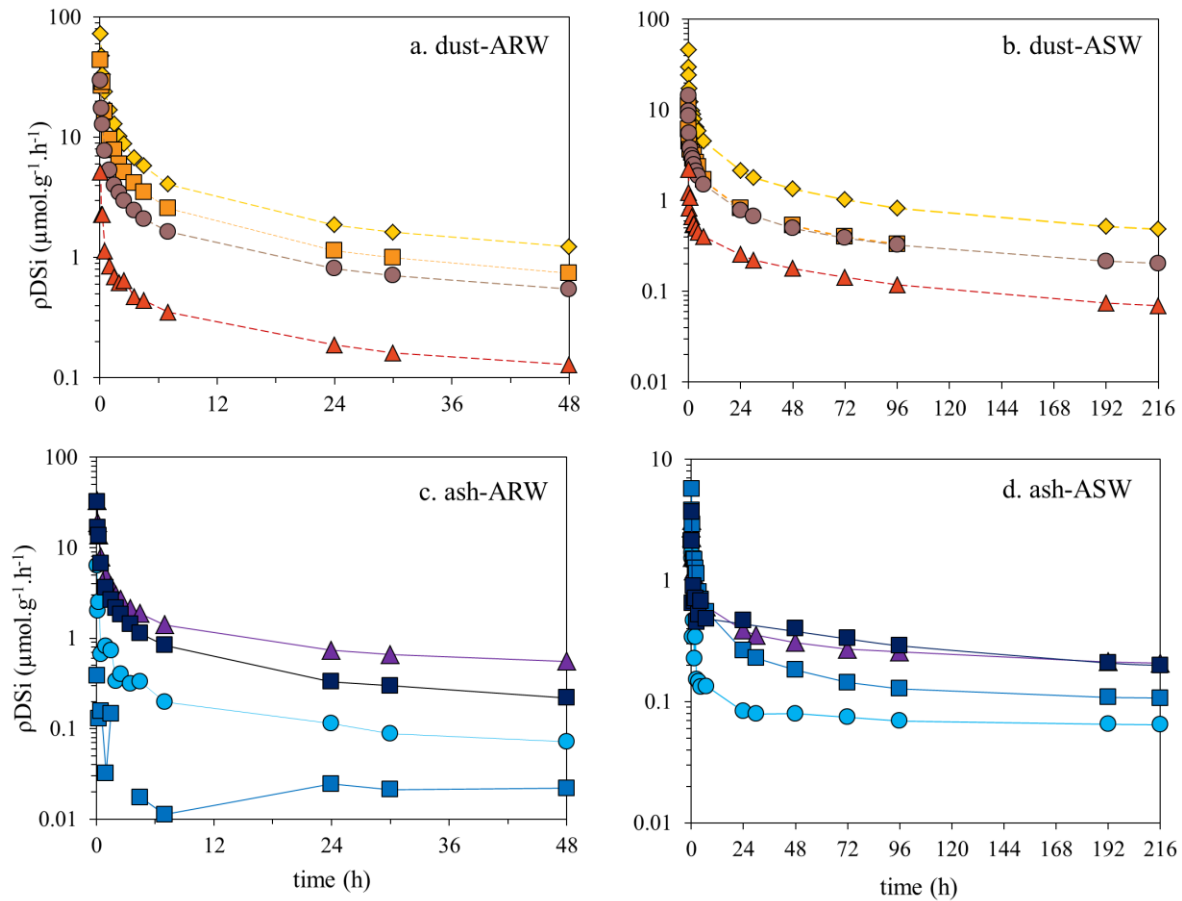 a. dust-ARW
100
10
1
0.1
ρDSi (µmol.g-1.h-1)
0 12 24 36 48
b. dust-ASW
100
10
1
0.1
0.01
0 24 48 72 96 120 144 168 192 216
c. ash-ARW
100
10
1
0.1
0.01
ρDSi (µmol.g-1.h-1)
0 12 24 36 48
time (h)
d. ash-ASW
10
1
0.1
0.01
0 24 48 72 96 120 144 168 192 216
time (h)